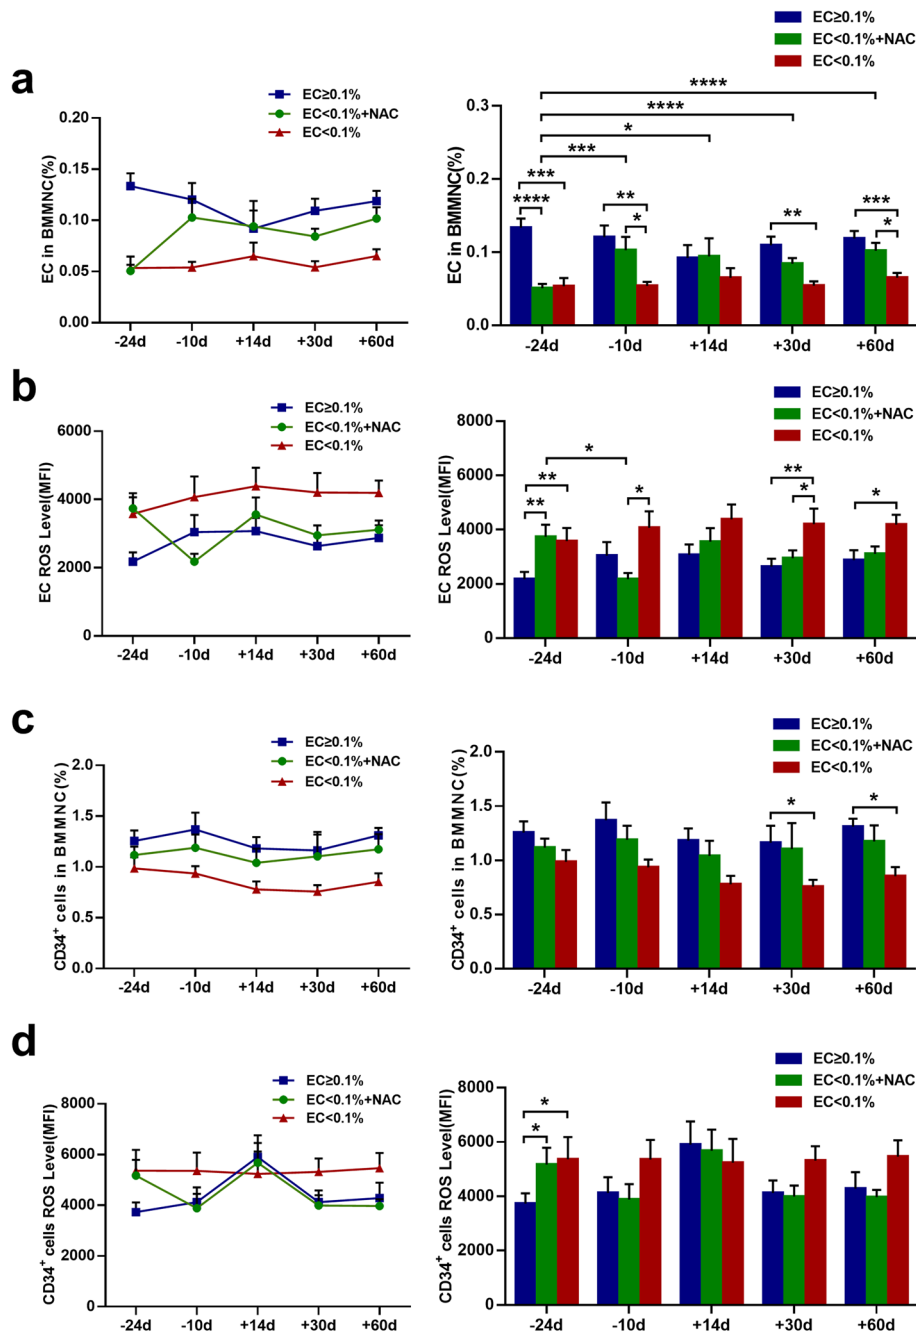 a
EC≥0.1%
EC<0.1%+NAC
EC<0.1%
EC in BMMNC(%)
0.20
0.15
0.10
0.05
0.00
-24d -10d +14d +30d +60d
EC≥0.1%
EC<0.1%+NAC
EC<0.1%
EC in BMMNC(%)
0.3
0.2
0.1
0.0
****
****
*
***
***
****
**
*
**
***
*
-24d -10d +14d +30d +60d
b
EC≥0.1%
EC<0.1%+NAC
EC<0.1%
EC ROS Level(MFI)
6000
4000
2000
0
-24d -10d +14d +30d +60d
EC≥0.1%
EC<0.1%+NAC
EC<0.1%
EC ROS Level(MFI)
8000
6000
4000
2000
0
*
**
**
*
**
*
*
-24d -10d +14d +30d +60d
c
EC≥0.1%
EC<0.1%+NAC
EC<0.1%
CD34⁺ cells in BMMNC(%)
2.0
1.5
1.0
0.5
0.0
-24d -10d +14d +30d +60d
EC≥0.1%
EC<0.1%+NAC
EC<0.1%
CD34⁺ cells in BMMNC(%)
2.0
1.5
1.0
0.5
0.0
*
*
-24d -10d +14d +30d +60d
d
EC≥0.1%
EC<0.1%+NAC
EC<0.1%
CD34⁺ cells ROS Level(MFI)
8000
6000
4000
2000
0
-24d -10d +14d +30d +60d
EC≥0.1%
EC<0.1%+NAC
EC<0.1%
CD34⁺ cells ROS Level(MFI)
8000
6000
4000
2000
0
*
*
-24d -10d +14d +30d +60d